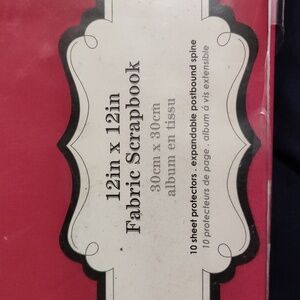 12in x 12in
Fabric Scrapbook
30cm x 30cm
album en tissu
10 sheet protectors . expandable postbound spine
10 protecteurs de page . album á vis extensible